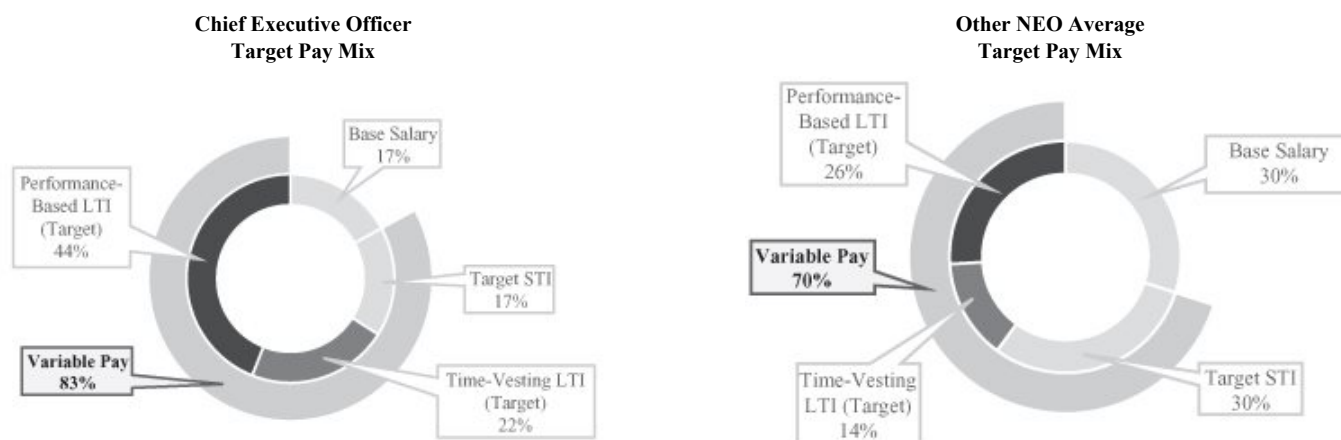 Chief Executive Officer
Target Pay Mix
Base Salary
17%
Performance-
Based LTI
(Target)
44%
Target STI
17%
Variable Pay
83%
Time-Vesting LTI
(Target)
22%
Other NEO Average
Target Pay Mix
Performance-
Based LTI
(Target)
26%
Base Salary
30%
Variable Pay
70%
Time-Vesting
LTI (Target)
14%
Target STI
30%